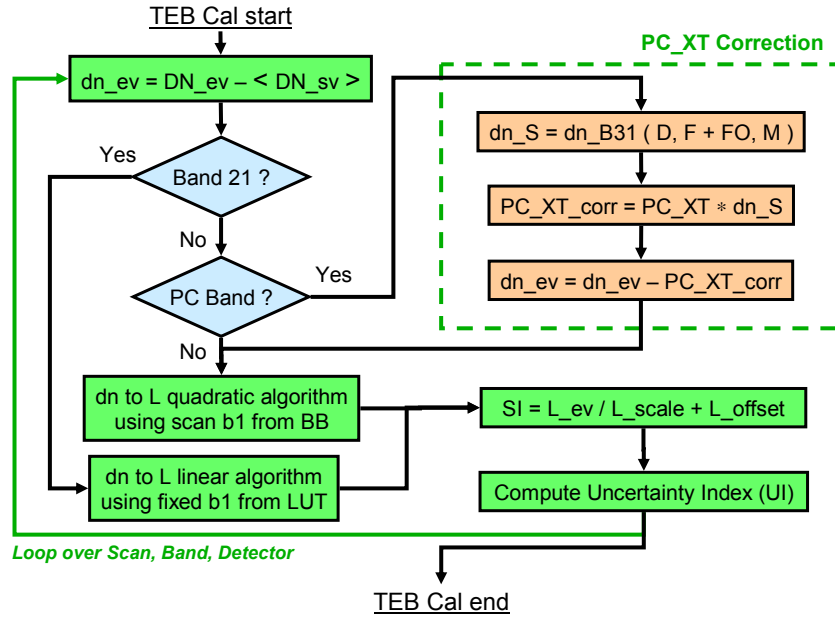 TEB Cal start
PC_XT Correction
dn_ev = DN_ev – < DN_sv >
dn_S = dn_B31 ( D, F + FO, M )
Yes
Band 21 ?
PC_XT_corr = PC_XT * dn_S
No
Yes
PC Band ?
dn_ev = dn_ev – PC_XT_corr
No
dn to L quadratic algorithm
using scan b1 from BB
SI = L_ev / L_scale + L_offset
dn to L linear algorithm
using fixed b1 from LUT
Compute Uncertainty Index (UI)
Loop over Scan, Band, Detector
TEB Cal end